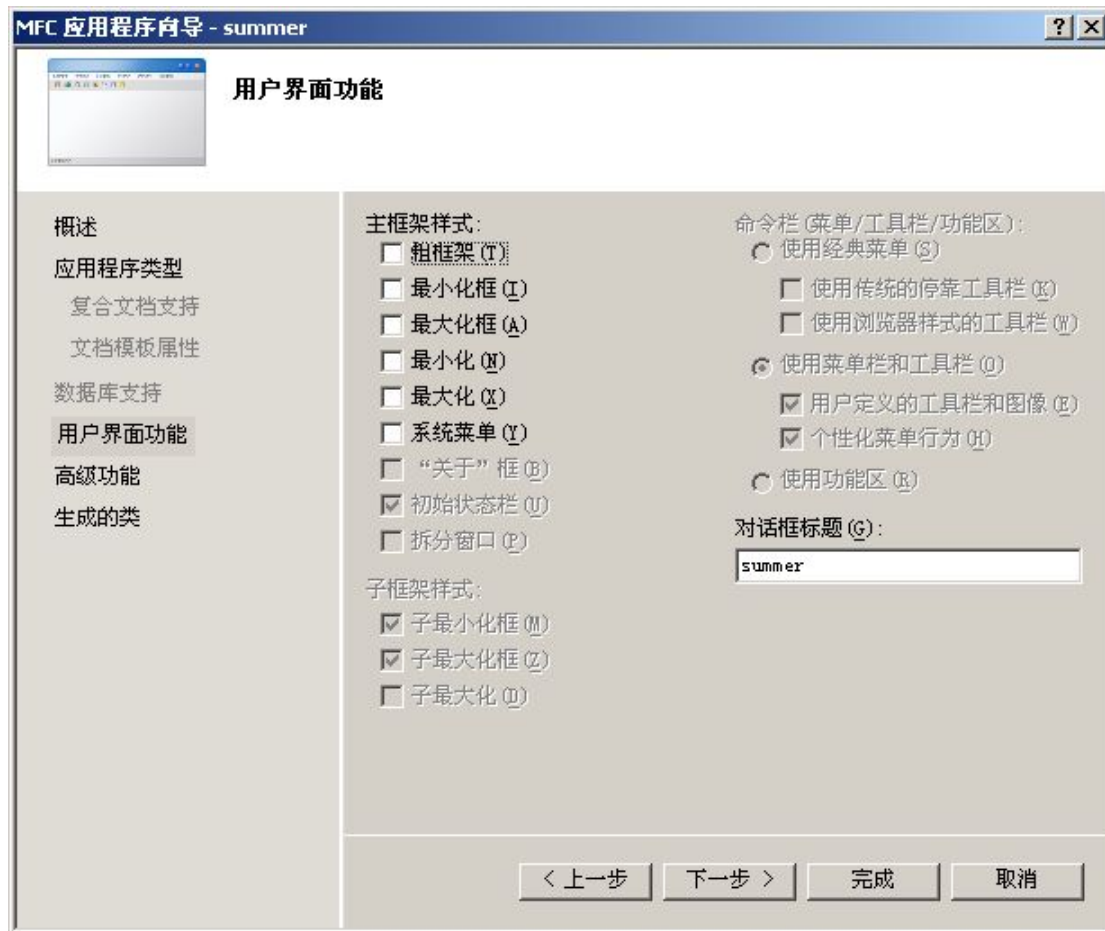 MFC 应用程序向导 - summer
用户界面功能
概述
应用程序类型
复合文档支持
文档模板属性
数据库支持
用户界面功能
高级功能
生成的类
主框架样式:
粗框架(T)
最小化框(I)
最大化框(A)
最小化(N)
最大化(X)
系统菜单(Y)
“关于”框(B)
初始状态栏(U)
拆分窗口(P)
子框架样式:
子最小化框(M)
子最大化框(Z)
子最大化(D)
命令栏(菜单/工具栏/功能区):
使用经典菜单(S)
使用传统的停靠工具栏(K)
使用浏览器样式的工具栏(W)
使用菜单栏和工具栏(O)
用户定义的工具栏和图像(E)
个性化菜单行为(H)
使用功能区(R)
对话框标题(G):
summer
< 上一步
下一步 >
完成
取消